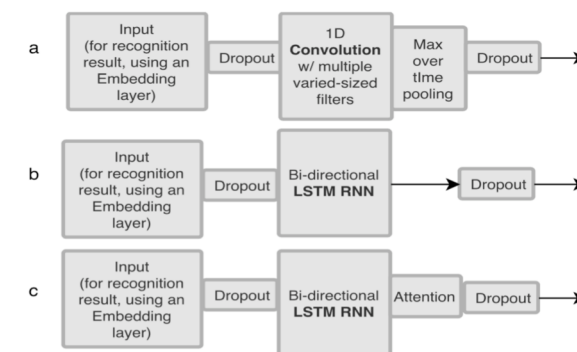 a
Input
(for recognition
result, using an
Embedding
layer)
Dropout
1D
Convolution
w/ multiple
varied-sized
filters
Max
over
tIme
pooling
Dropout
b
Input
(for recognition
result, using an
Embedding
layer)
Dropout
Bi-directional
LSTM RNN
Dropout
c
Input
(for recognition
result, using an
Embedding
layer)
Dropout
Bi-directional
LSTM RNN
Attention
Dropout